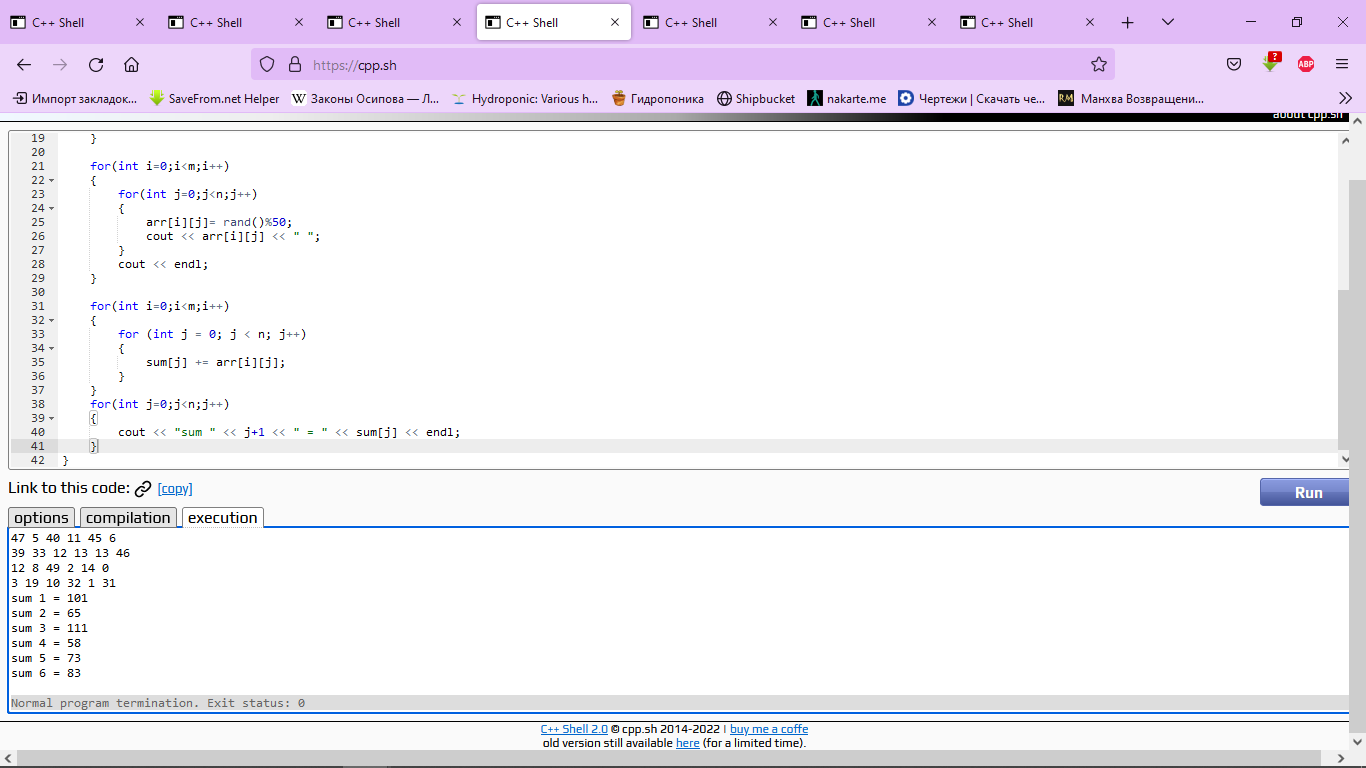 C++ Shell
C++ Shell
C++ Shell
C++ Shell
C++ Shell
C++ Shell
C++ Shell
https://cpp.sh
?
ABP
Импорт закладок...
SaveFrom.net Helper
W Законы Осипова — Л...
Hydroponic: Various h...
Гидропоника
Shipbucket
nakarte.me
Чертежи | Скачать че...
RM Манхва Возвращени...
about cpp.sh
19 }
20
21 for(int i=0;i<m;i++)
22 {
23 for(int j=0;j<n;j++)
24 {
25 arr[i][j]= rand()%50;
26 cout << arr[i][j] << " ";
27 }
28 cout << endl;
29 }
30
31 for(int i=0;i<m;i++)
32 {
33 for (int j = 0; j < n; j++)
34 {
35 sum[j] += arr[i][j];
36 }
37 }
38 for(int j=0;j<n;j++)
39 {
40 cout << "sum " << j+1 << " = " << sum[j] << endl;
41 }
42 }
Link to this code: [copy]
Run
options compilation execution
47 5 40 11 45 6
39 33 12 13 13 46
12 8 49 2 14 0
3 19 10 32 1 31
sum 1 = 101
sum 2 = 65
sum 3 = 111
sum 4 = 58
sum 5 = 73
sum 6 = 83
Normal program termination. Exit status: 0
C++ Shell 2.0 © cpp.sh 2014-2022 | buy me a coffe
old version still available here (for a limited time).